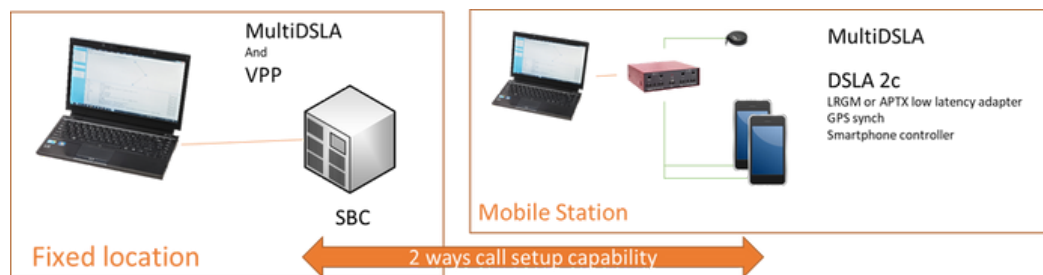 MultiDSLA
And
VPP
SBC
Fixed location
MultiDSLA
DSLA 2c
LRGM or APTX low latency adapter
GPS synch
Smartphone controller
Mobile Station
2 ways call setup capability